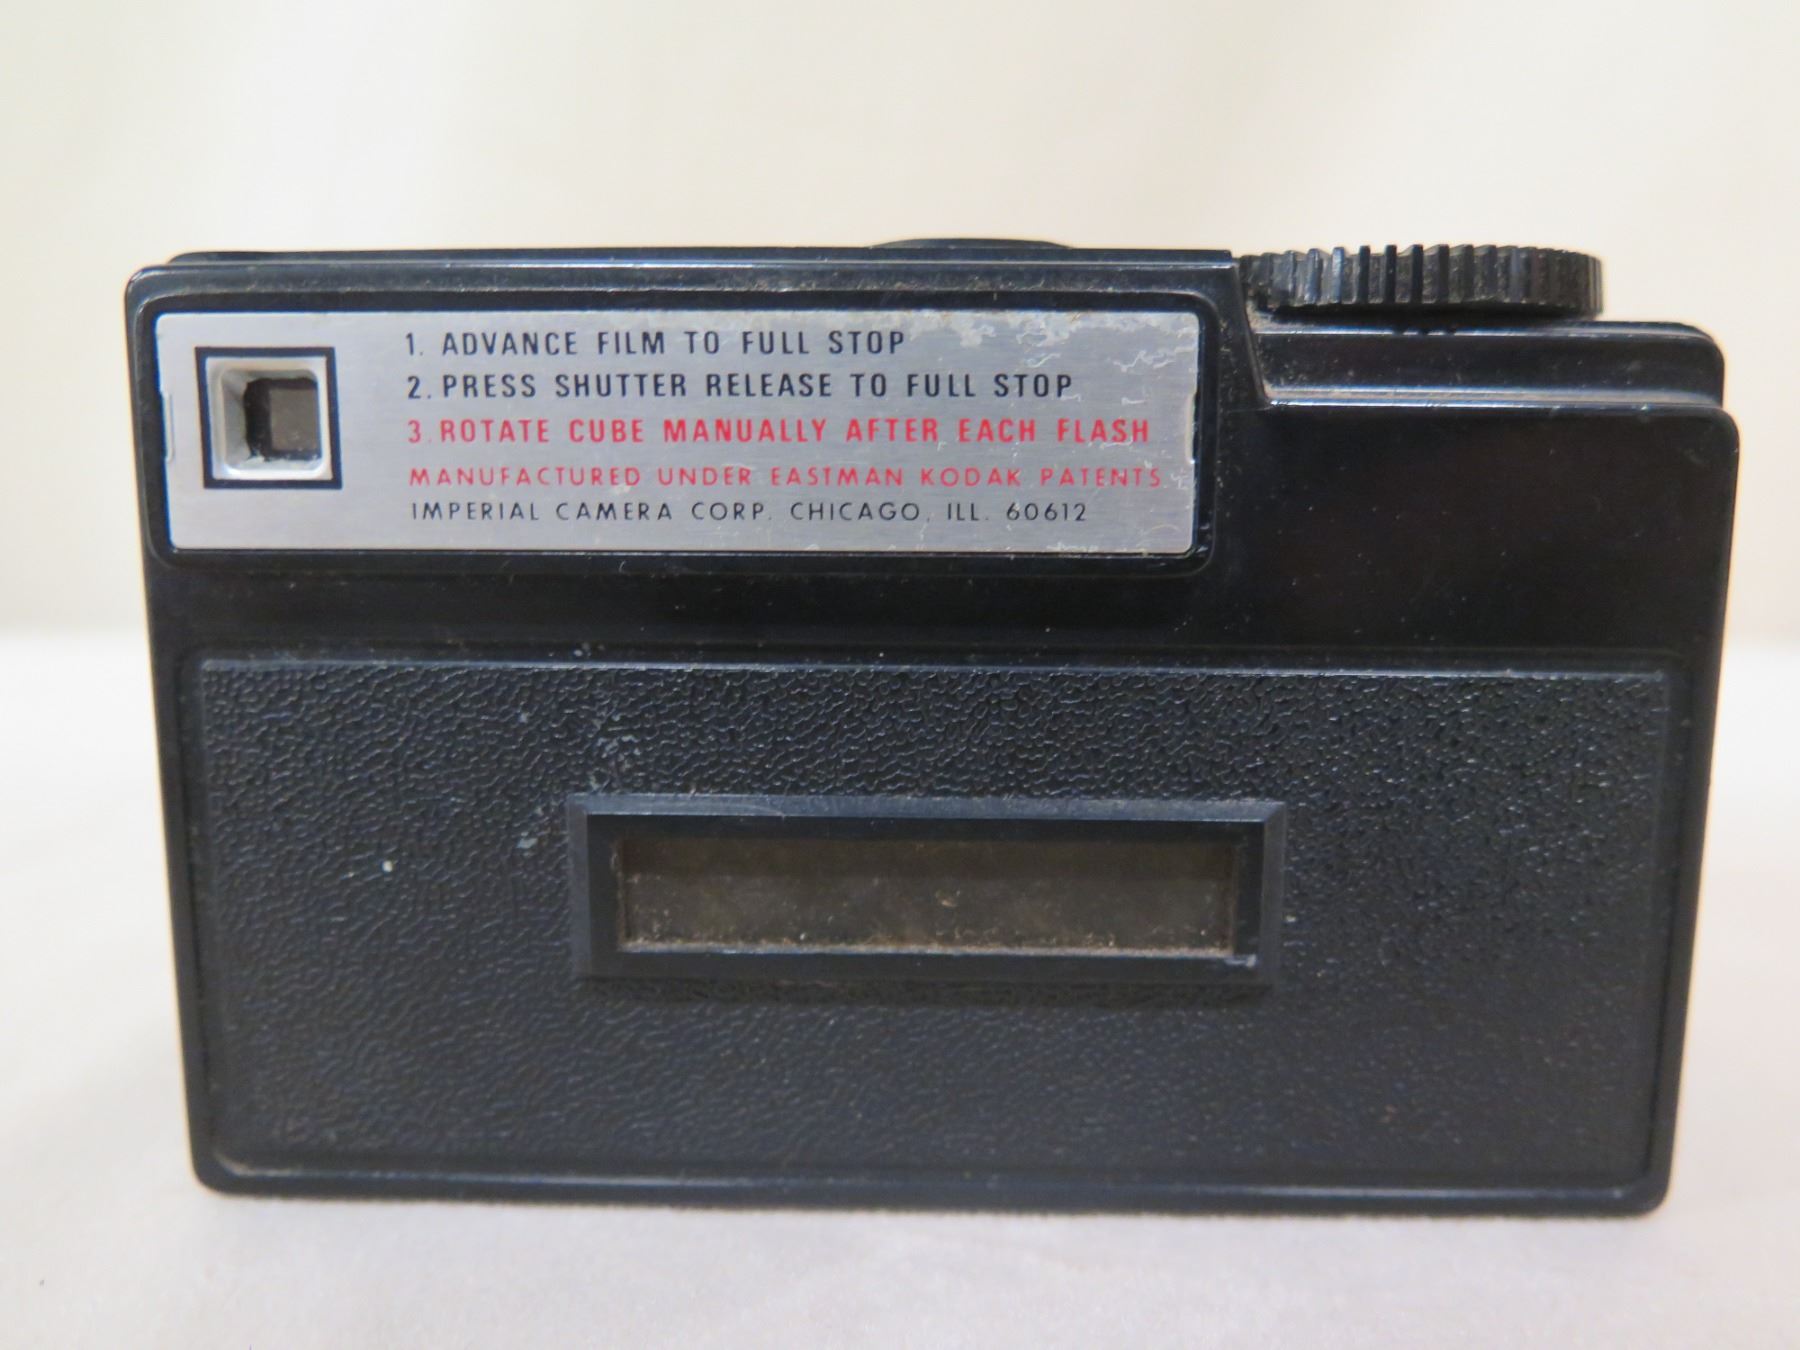 1. ADVANCE FILM TO FULL STOP
2. PRESS SHUTTER RELEASE TO FULL STOP
3. ROTATE CUBE MANUALLY AFTER EACH FLASH
MANUFACTURED UNDER EASTMAN KODAK PATENTS.
IMPERIAL CAMERA CORP. CHICAGO, ILL. 60612